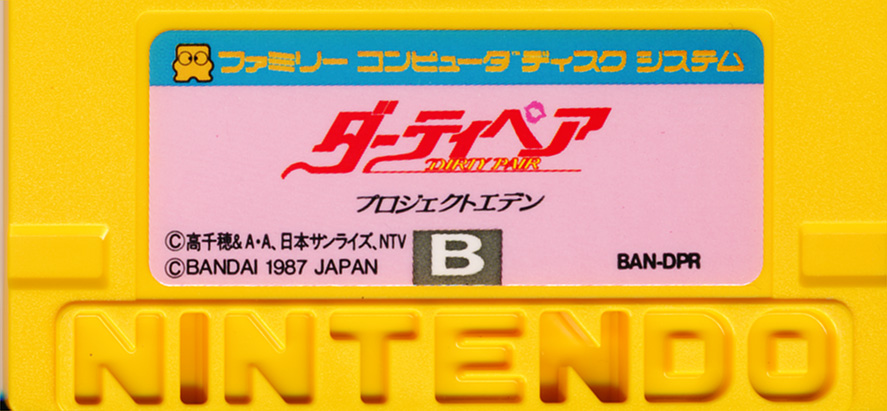 ファミリー コンピュータ™ディスク システム
ダーティペア
DIRTY PAIR
プロジェクトエデン
©高千穂&A・A、日本サンライズ、NTV
©BANDAI 1987 JAPAN
B
BAN-DPR
NINTENDO